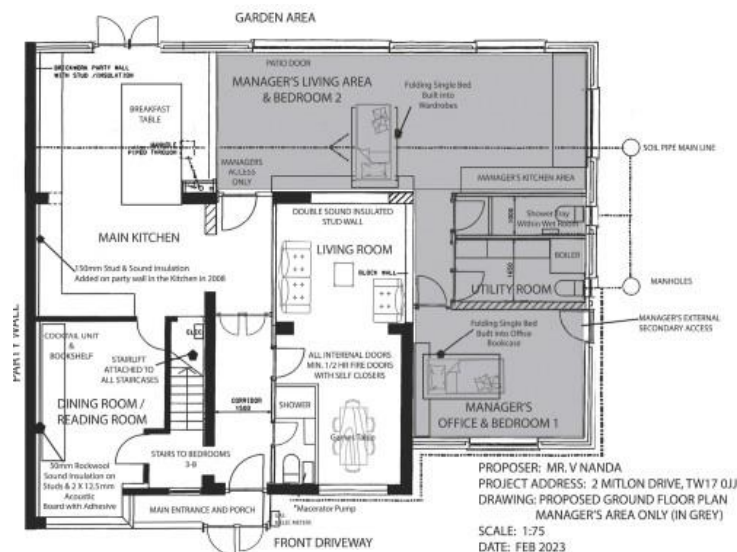 GARDEN AREA
BRICKWORK PARTY WALL
WITH STUD /INSULATION
PATIO DOOR
MANAGER'S LIVING AREA
& BEDROOM 2
Folding Single Bed
Built into
Wardrobes
BREAKFAST
TABLE
MANHOLE
PIPED THROUGH
MANAGERS
ACCESS
ONLY
SOIL PIPE MAIN LINE
MANAGER'S KITCHEN AREA
DOUBLE SOUND INSULATED
STUD WALL
Shower Tray
Within Wet Room
MAIN KITCHEN
LIVING ROOM
BLOCK WALL
BOILER
UTILITY ROOM
150mm Stud & Sound insulation
Added on party wall in the Kitchen in 2008
MANHOLES
PARTY WALL
MANAGER'S EXTERNAL
SECONDARY ACCESS
COCKTAIL UNIT
&
BOOKSHELF
ELEC
STAIRLIFT
ATTACHED TO
ALL STAIRCASES
Folding Single Bed
Built into Office
Bookcase
ALL INTERENAL DOORS
MIN. 1/2 HR FIRE DOORS
WITH SELF CLOSERS
DINING ROOM /
READING ROOM
CORRIDOR
1500
SHOWER
MANAGER'S
OFFICE & BEDROOM 1
Games Table
50mm Rockwool
Sound Insulation on
Studs & 2 X 12.5mm
Acoustic
Board with Adhesive
STAIRS TO BEDROOMS
3-8
MAIN ENTRANCE AND PORCH
*Macerator Pump
FRONT DRIVEWAY
PROPOSER: MR. V NANDA
PROJECT ADDRESS: 2 MITLON DRIVE, TW17 0JJ
DRAWING: PROPOSED GROUND FLOOR PLAN
MANAGER'S AREA ONLY (IN GREY)
SCALE: 1:75
DATE: FEB 2023